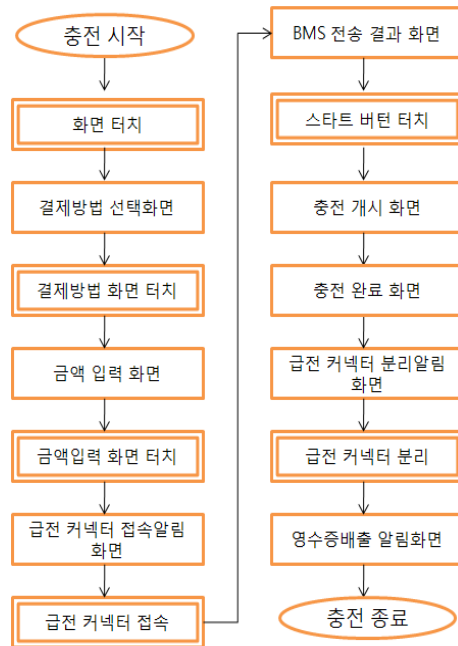 충전 시작
화면 터치
결제방법 선택화면
결제방법 화면 터치
금액 입력 화면
금액입력 화면 터치
급전 커넥터 접속알림
화면
급전 커넥터 접속
BMS 전송 결과 화면
스타트 버턴 터치
충전 개시 화면
충전 완료 화면
급전 커넥터 분리알림
화면
급전 커넥터 분리
영수증배출 알림화면
충전 종료